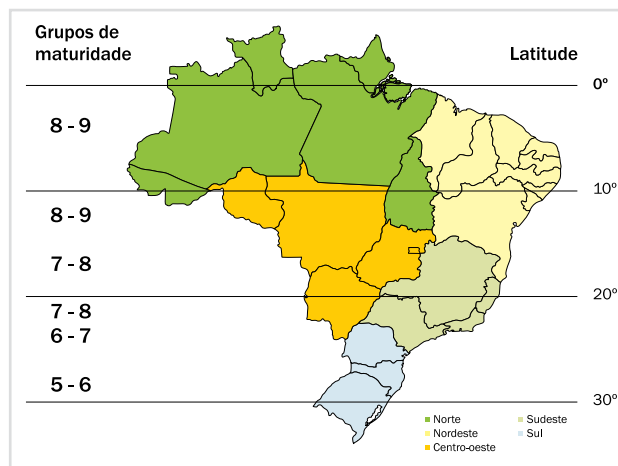 Grupos de
maturidade
Latitude
0º
8 - 9
10º
8 - 9
7 - 8
20º
7 - 8
6 - 7
5 - 6
30º
Norte
Nordeste
Centro-oeste
Sudeste
Sul